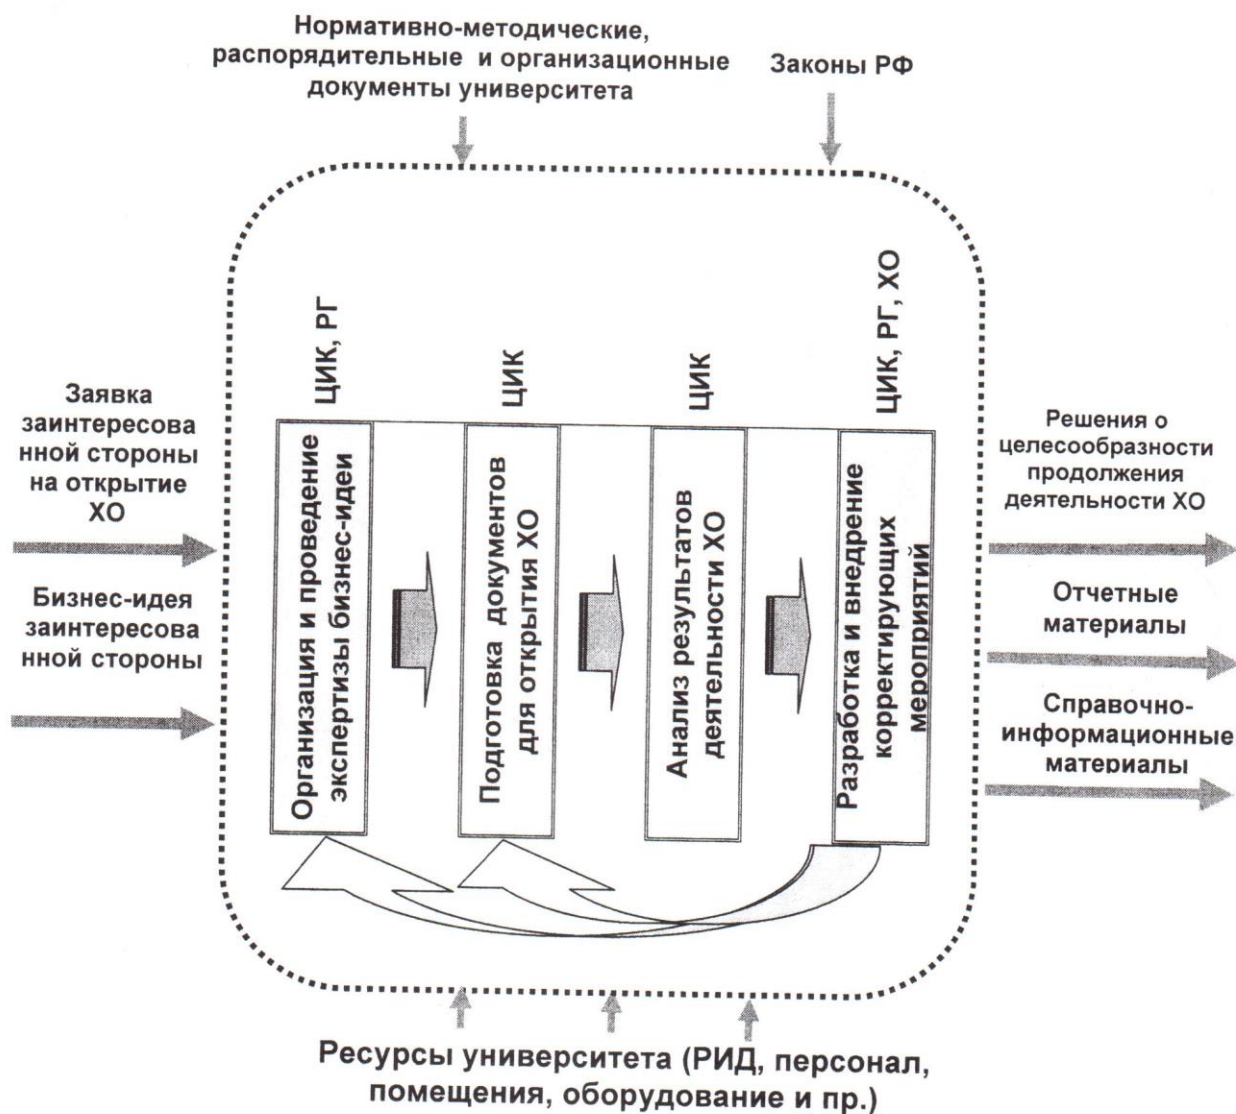 Нормативно-методические,
распорядительные и организационные
документы университета
Законы РФ
Заявка
заинтересова
нной стороны
на открытие
ХО
Бизнес-идея
заинтересова
нной стороны
ЦИК, РГ
Организация и проведение
экспертизы бизнес-идеи
ЦИК
Подготовка документов
для открытия ХО
ЦИК
Анализ результатов
деятельности ХО
ЦИК, РГ, ХО
Разработка и внедрение
корректирующих
мероприятий
Решения о
целесообразности
продолжения
деятельности ХО
Отчетные
материалы
Справочно-
информационные
материалы
Ресурсы университета (РИД, персонал,
помещения, оборудование и пр.)